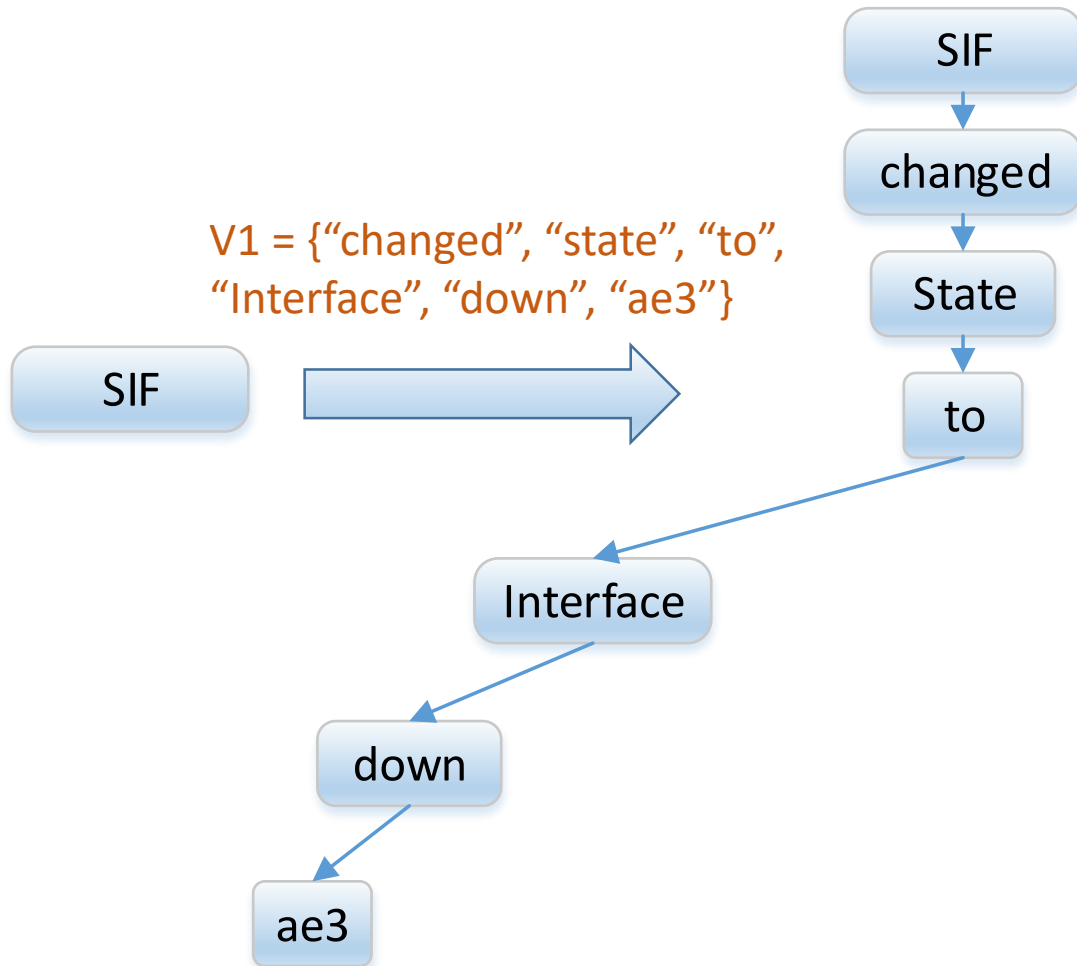 SIF
changed
V1 = {“changed”, “state”, “to”,
“Interface”, “down”, “ae3”}
State
SIF
to
Interface
down
ae3